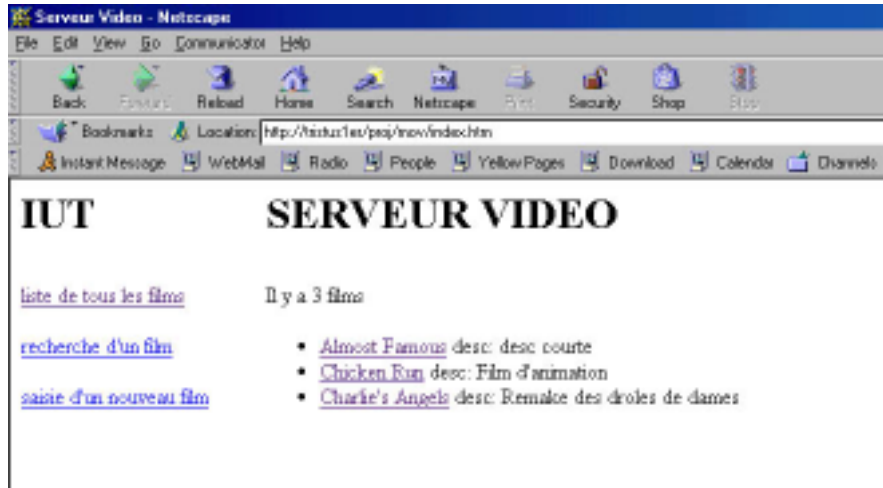 Serveur Video - Netscape
File Edit View Go Communicator Help
Back Forward Reload Home Search Netscape Print Security Shop Stop
Bookmarks Location: http://tristus1es/proj/mov/index.htm
Instant Message WebMail Radio People Yellow Pages Download Calendar Channels
IUT SERVEUR VIDEO
liste de tous les films Il y a 3 films
recherche d'un film
• Almost Famous desc: desc courte
• Chicken Run desc: Film d'animation
saisie d'un nouveau film
• Charlie's Angels desc: Remake des droles de dames